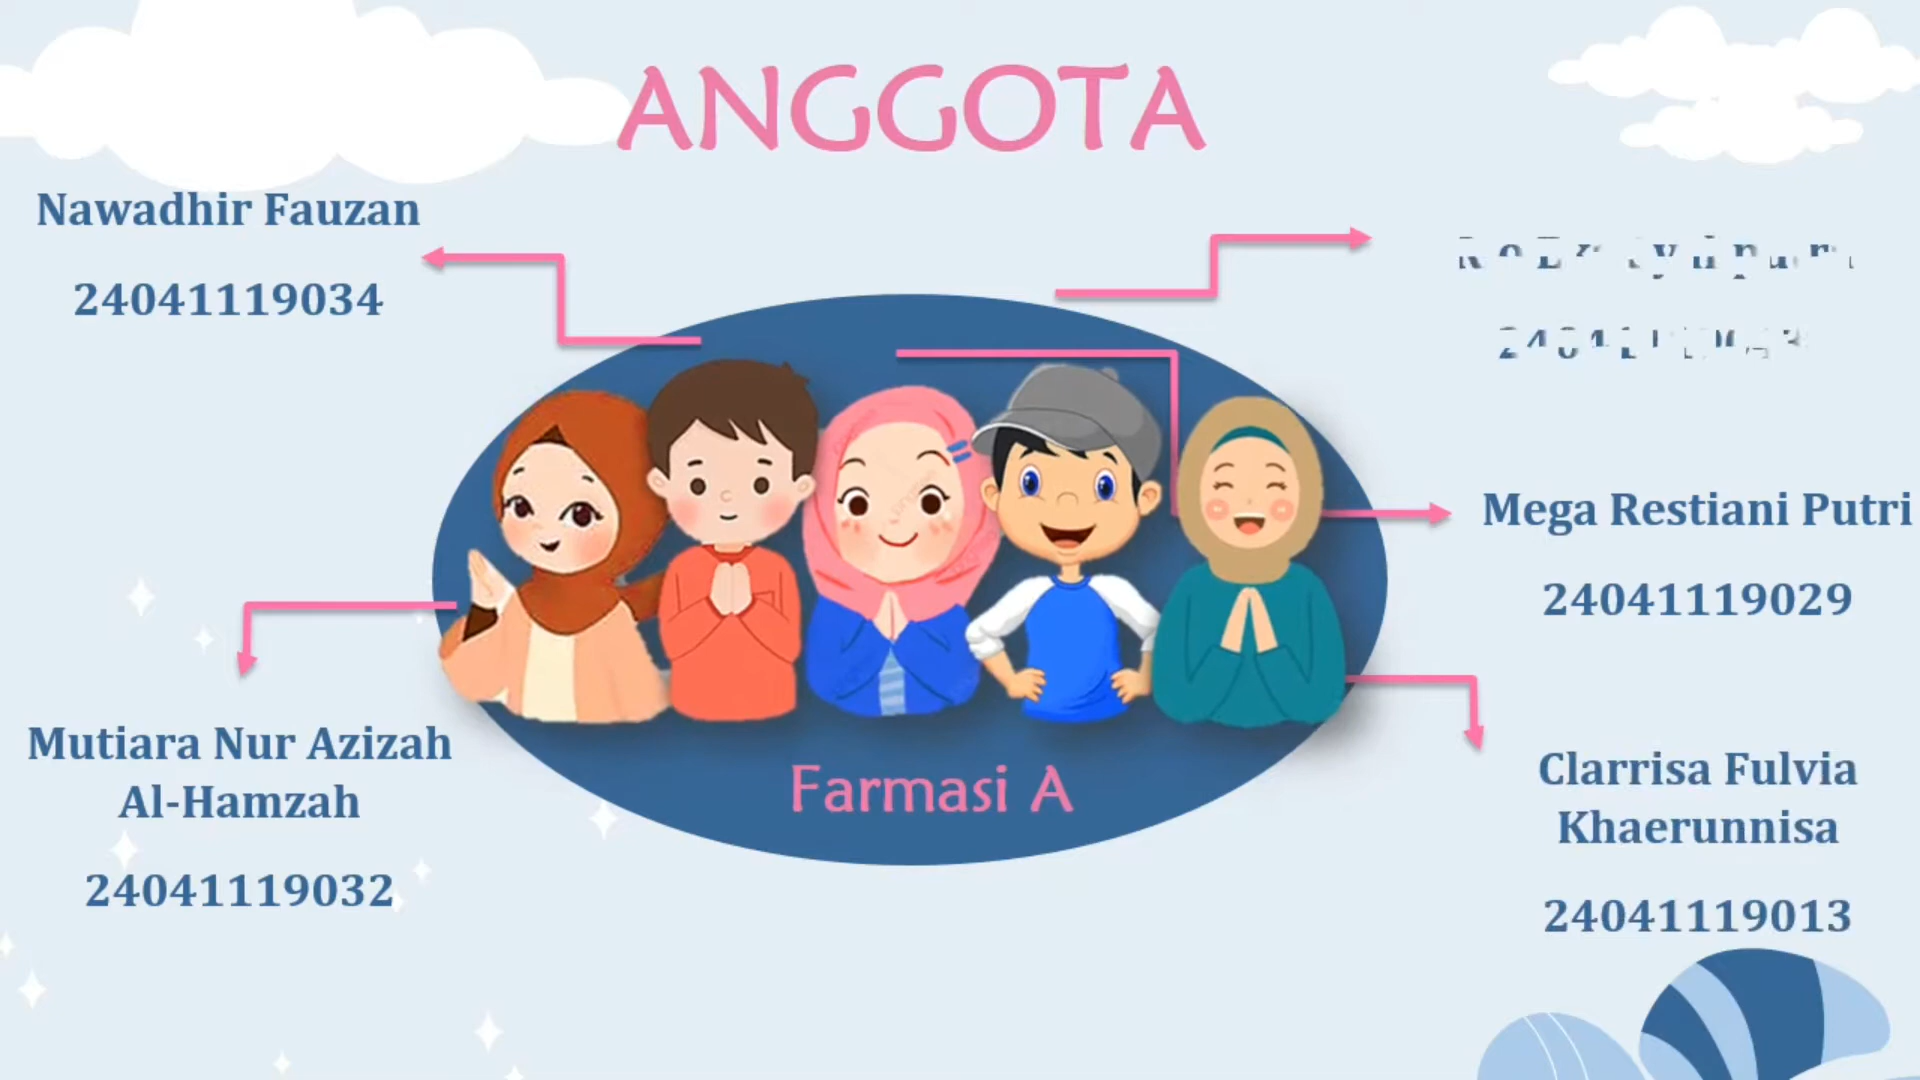 ANGGOTA
Nawadhir Fauzan
24041119034
Mega Restiani Putri
24041119029
Mutiara Nur Azizah
Al-Hamzah
24041119032
Farmasi A
Clarrisa Fulvia
Khaerunnisa
24041119013